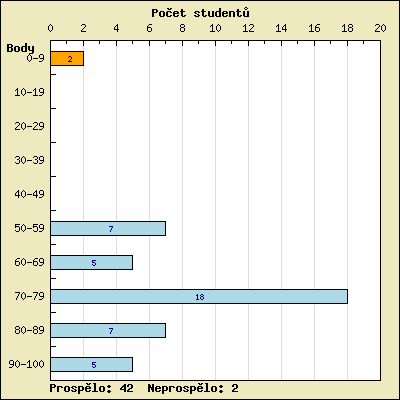 Počet studentů
0 2 4 6 8 10 12 14 16 18 20
Body
0-9 2
10-19
20-29
30-39
40-49
50-59 7
60-69 5
70-79 18
80-89 7
90-100 5
Prospělo: 42 Neprospělo: 2